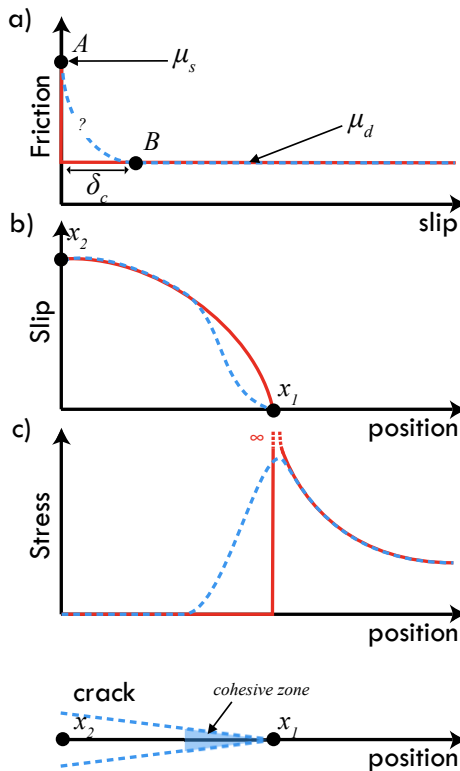 a)
A
μs
Friction
?
B
μd
δc
slip
b)
x2
Slip
x1
position
c)
∞
Stress
position
crack
cohesive zone
x2
x1
position